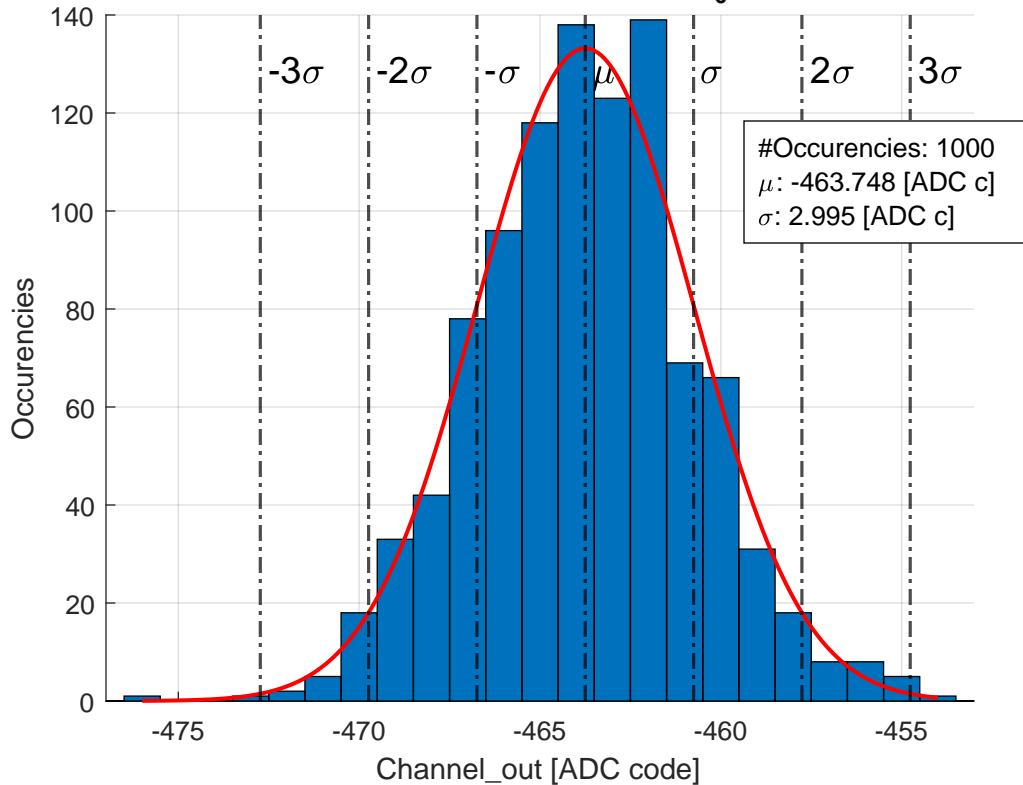 140
120
100
80
60
40
20
0
Occurencies
-3σ -2σ -σ μ σ 2σ 3σ
#Occurencies: 1000
μ: -463.748 [ADC c]
σ: 2.995 [ADC c]
-475 -470 -465 -460 -455
Channel_out [ADC code]